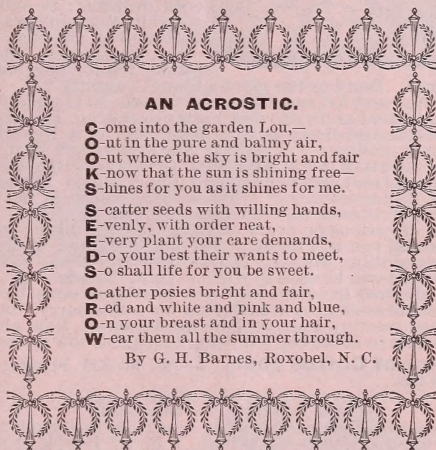 AN ACROSTIC.
C-ome into the garden Lou,—
O-ut in the pure and balmy air,
O-ut where the sky is bright and fair
K-now that the sun is shining free—
S-hines for you as it shines for me.
S-catter seeds with willing hands,
E-venly, with order neat,
E-very plant your care demands,
D-o your best their wants to meet,
S-o shall life for you be sweet.
G-ather posies bright and fair,
R-ed and white and pink and blue,
O-n your breast and in your hair,
W-ear them all the summer through.
By G. H. Barnes, Roxobel, N. C.